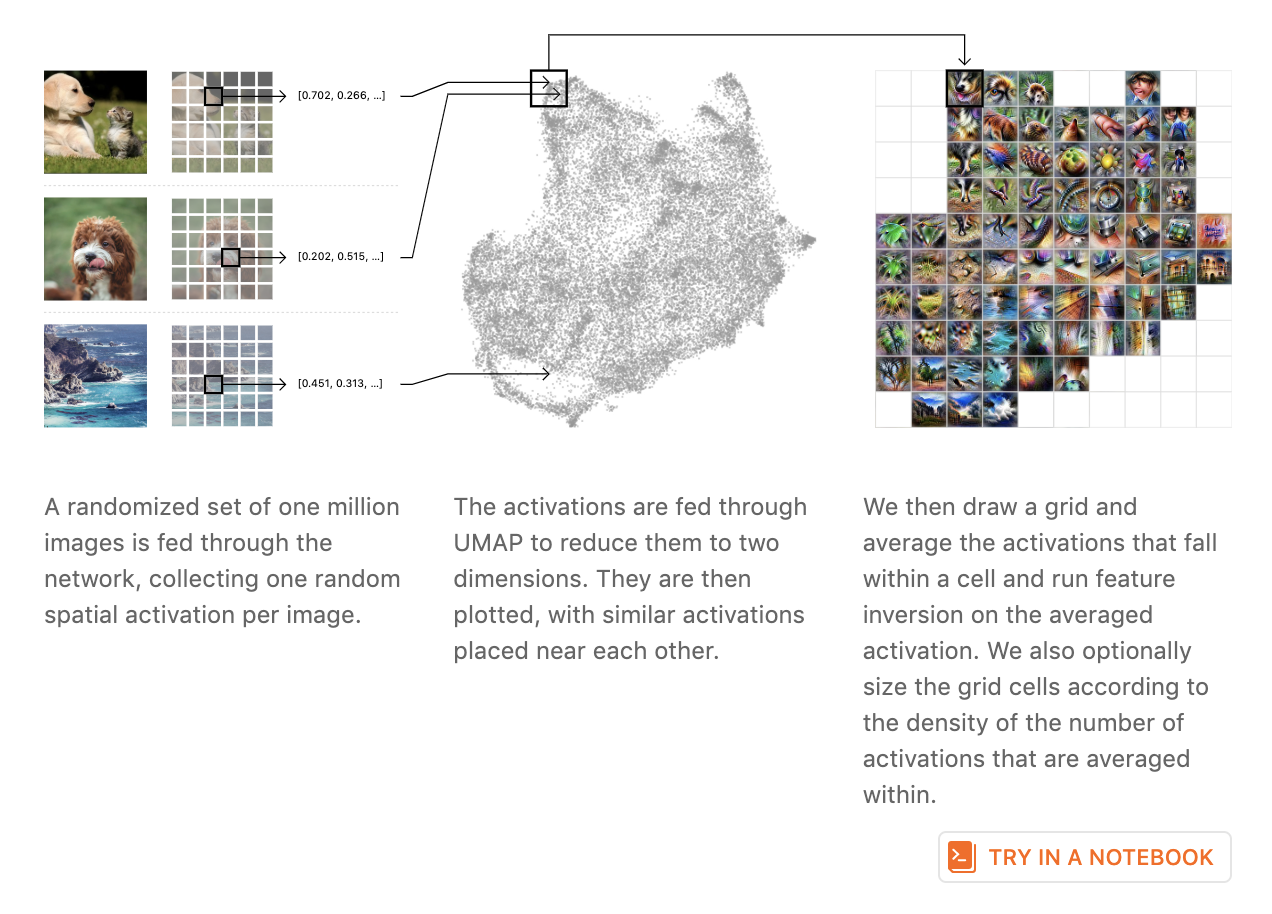 [0.702, 0.266, ...]
[0.202, 0.515, ...]
[0.451, 0.313, ...]
A randomized set of one million
images is fed through the
network, collecting one random
spatial activation per image.
The activations are fed through
UMAP to reduce them to two
dimensions. They are then
plotted, with similar activations
placed near each other.
We then draw a grid and
average the activations that fall
within a cell and run feature
inversion on the averaged
activation. We also optionally
size the grid cells according to
the density of the number of
activations that are averaged
within.
TRY IN A NOTEBOOK